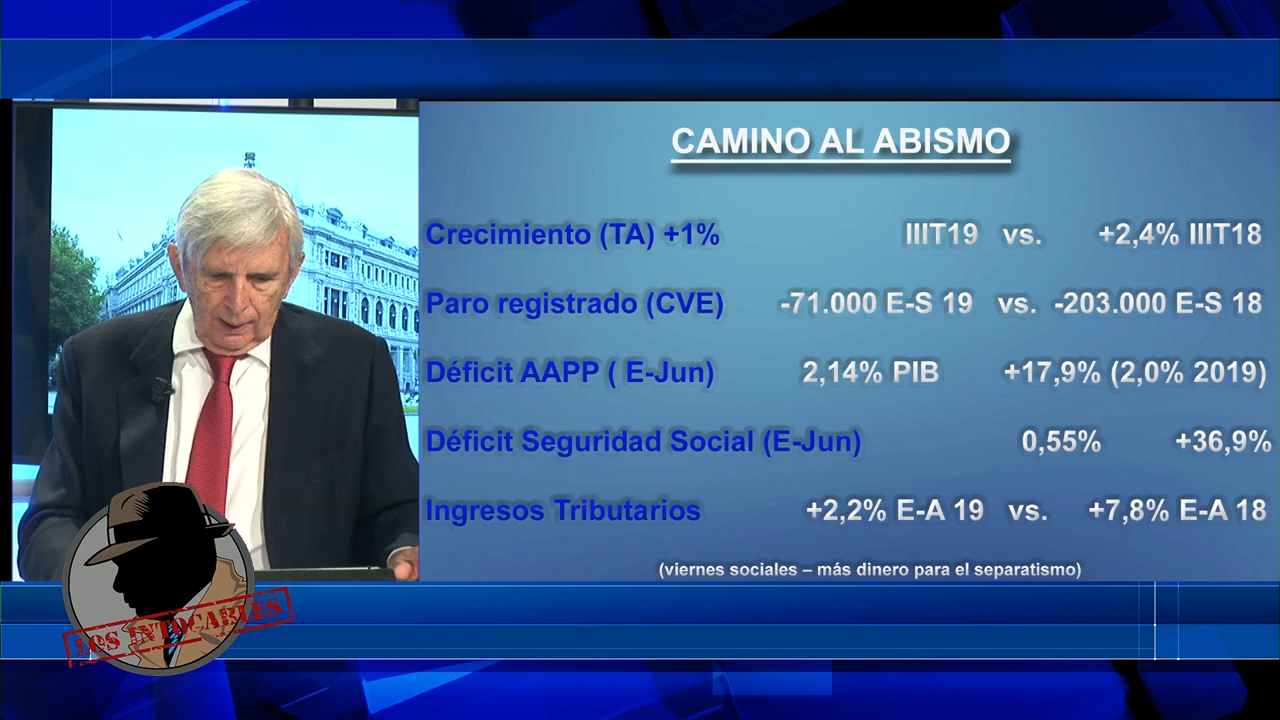 CAMINO AL ABISMO
Crecimiento (TA) +1% IIIT19 vs. +2,4% IIIT18
Paro registrado (CVE) -71.000 E-S 19 vs. -203.000 E-S 18
Déficit AAPP ( E-Jun) 2,14% PIB +17,9% (2,0% 2019)
Déficit Seguridad Social (E-Jun) 0,55% +36,9%
Ingresos Tributarios +2,2% E-A 19 vs. +7,8% E-A 18
(viernes sociales – más dinero para el separatismo)
LOS INTOCABLES